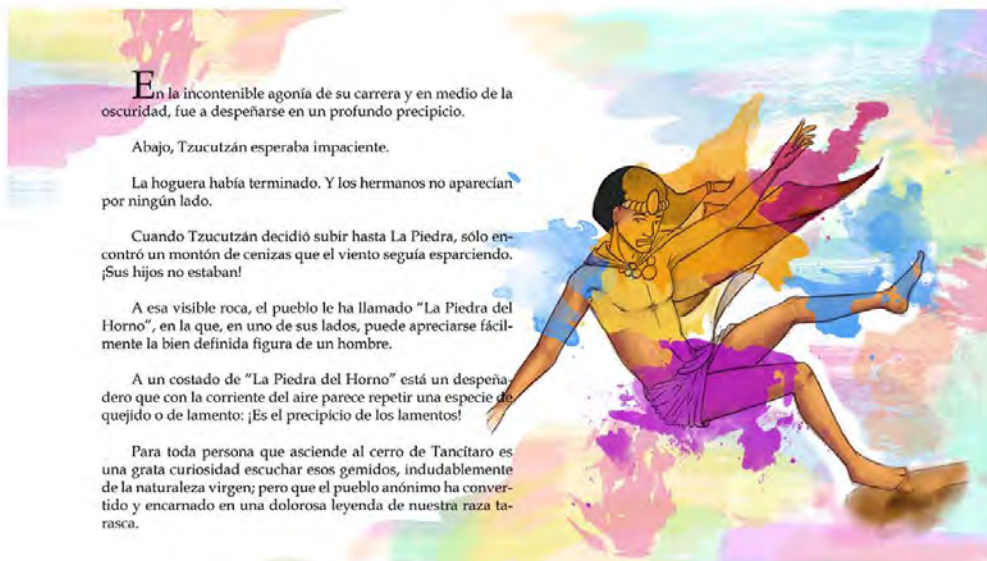 En la incontenible agonía de su carrera y en medio de la
oscuridad, fue a despeñarse en un profundo precipicio.
Abajo, Tzucutzán esperaba impaciente.
La hoguera había terminado. Y los hermanos no aparecían
por ningún lado.
Cuando Tzucutzán decidió subir hasta La Piedra, sólo en-
contró un montón de cenizas que el viento seguía esparciendo.
¡Sus hijos no estaban!
A esa visible roca, el pueblo le ha llamado “La Piedra del
Horno”, en la que, en uno de sus lados, puede apreciarse fácil-
mente la bien definida figura de un hombre.
A un costado de “La Piedra del Horno” está un despeña-
dero que con la corriente del aire parece repetir una especie de
quejido o de lamento: ¡Es el precipicio de los lamentos!
Para toda persona que asciende al cerro de Tancítaro es
una grata curiosidad escuchar esos gemidos, indudablemente
de la naturaleza virgen; pero que el pueblo anónimo ha conver-
tido y encarnado en una dolorosa leyenda de nuestra raza ta-
rasca.